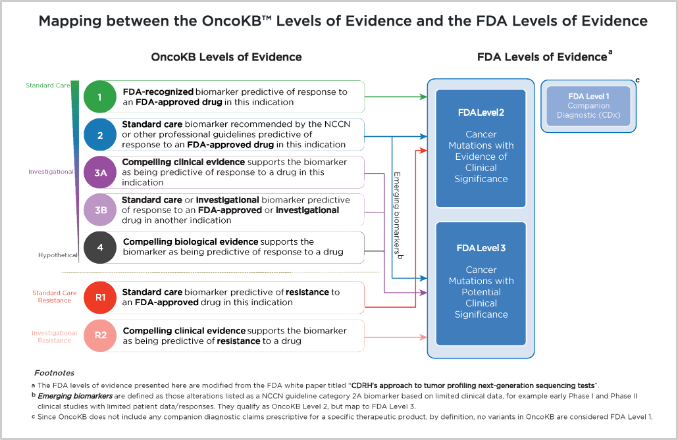 Mapping between the OncoKB™ Levels of Evidence and the FDA Levels of Evidence
OncoKB Levels of Evidence
FDA Levels of Evidence a
Standard Care
1
FDA-recognized biomarker predictive of response to
an FDA-approved drug in this indication
2
Standard care biomarker recommended by the NCCN
or other professional guidelines predictive of
response to an FDA-approved drug in this indication
Investigational
3A
Compelling clinical evidence supports the biomarker
as being predictive of response to a drug in this
indication
3B
Standard care or investigational biomarker predictive
of response to an FDA-approved or investigational
drug in another indication
Hypothetical
4
Compelling biological evidence supports the
biomarker as being predictive of response to a drug
Standard Care
Resistance
R1
Standard care biomarker predictive of resistance to
an FDA-approved drug in this indication
Investigational
Resistance
R2
Compelling clinical evidence supports the biomarker
as being predictive of resistance to a drug
Emerging biomarkers b
FDA Level 2
Cancer
Mutations with
Evidence of
Clinical
Significance
FDA Level 3
Cancer
Mutations with
Potential
Clinical
Significance
c
FDA Level 1
Companion
Diagnostic (CDx)
Footnotes
a The FDA levels of evidence presented here are modified from the FDA white paper titled “CDRH’s approach to tumor profiling next-generation sequencing tests”.
b Emerging biomarkers are defined as those alterations listed as a NCCN guideline category 2A biomarker based on limited clinical data, for example early Phase I and Phase II
clinical studies with limited patient data/responses. They qualify as OncoKB Level 2, but map to FDA Level 3.
c Since OncoKB does not include any companion diagnostic claims prescriptive for a specific therapeutic product, by definition, no variants in OncoKB are considered FDA Level 1.